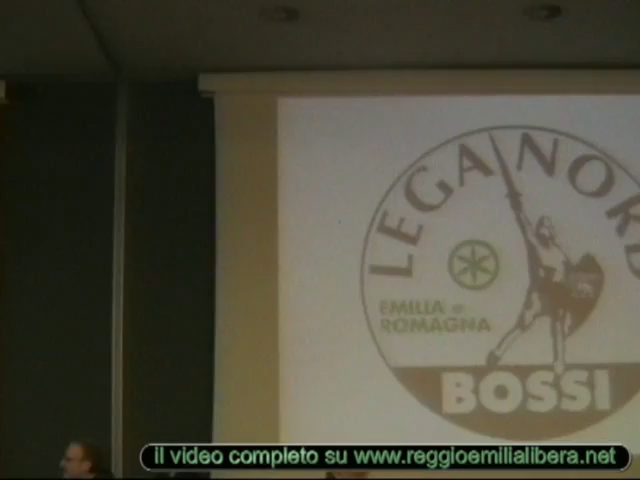 LEGA NORD
EMILIA e
ROMAGNA
BOSSI
il video completo su www.reggioemilialibera.net